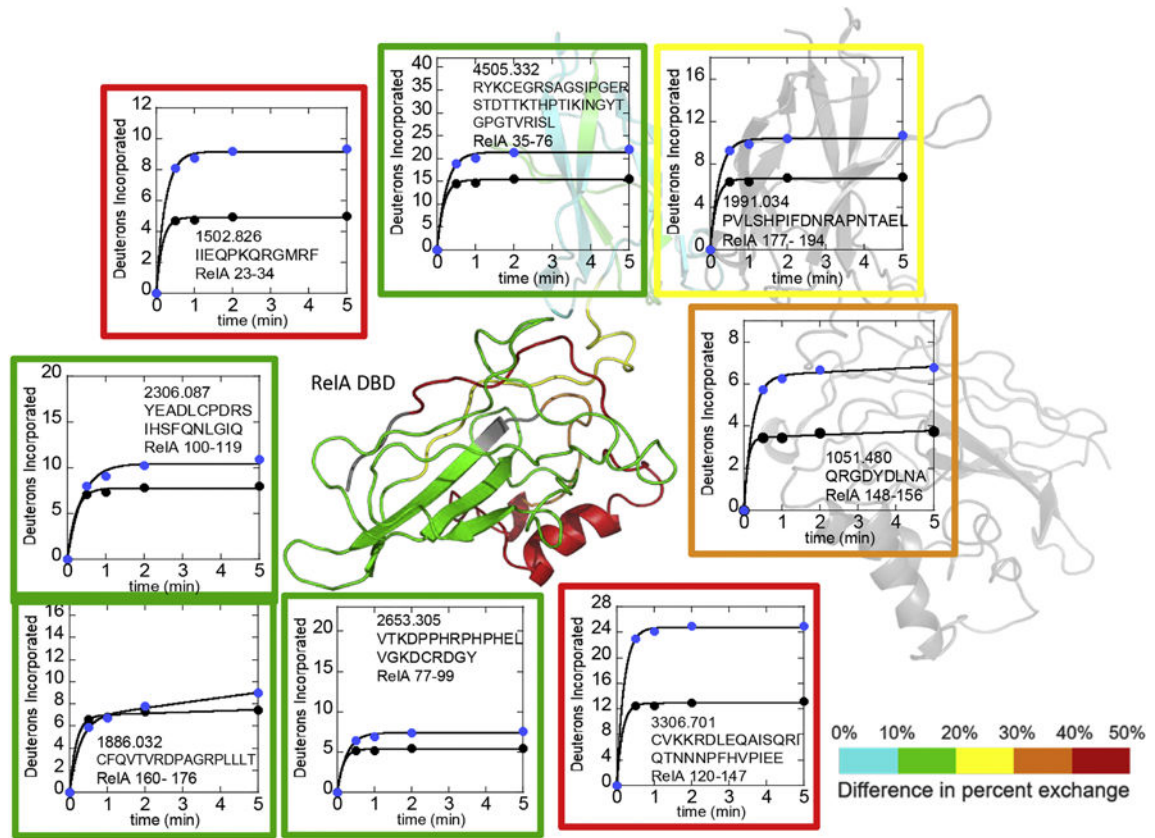 12
10
8
6
4
2
0
Deuterons Incorporated
1502.826
IIEQPKQRGMRF
RelA 23-34
0 1 2 3 4 5
time (min)
40
35
30
25
20
15
10
5
0
Deuterons Incorporated
4505.332
RYKCEGRSAGSIPGER
STDTTKTHPTIKINGYT
GPGTVRISL
RelA 35-76
0 1 2 3 4 5
time (min)
16
12
8
4
0
Deuterons Incorporated
1991.034
PVLSHPIFDNRAPNTAEL
RelA 177- 194
0 1 2 3 4 5
time (min)
RelA DBD
20
15
10
5
0
Deuterons Incorporated
2306.087
YEADLCPDRS
IHSFQNLGIQ
RelA 100-119
0 1 2 3 4 5
time (min)
8
6
4
2
0
Deuterons Incorporated
1051.480
QRGDYDLNA
RelA 148-156
0 1 2 3 4 5
time (min)
16
14
12
10
8
6
4
2
0
Deuterons Incorporated
1886.032
CFQVTVRDPAGRPLLLT
RelA 160- 176
0 1 2 3 4 5
time (min)
20
15
10
5
0
Deuterons Incorporated
2653.305
VTKDPPHRPHPHEL
VGKDCRDGY
RelA 77-99
0 1 2 3 4 5
time (min)
28
24
20
16
12
8
4
0
Deuterons Incorporated
3306.701
CVKKRDLEQAISQRI
QTNNNPFHVPIEE
RelA 120-147
0 1 2 3 4 5
time (min)
0% 10% 20% 30% 40% 50%
Difference in percent exchange